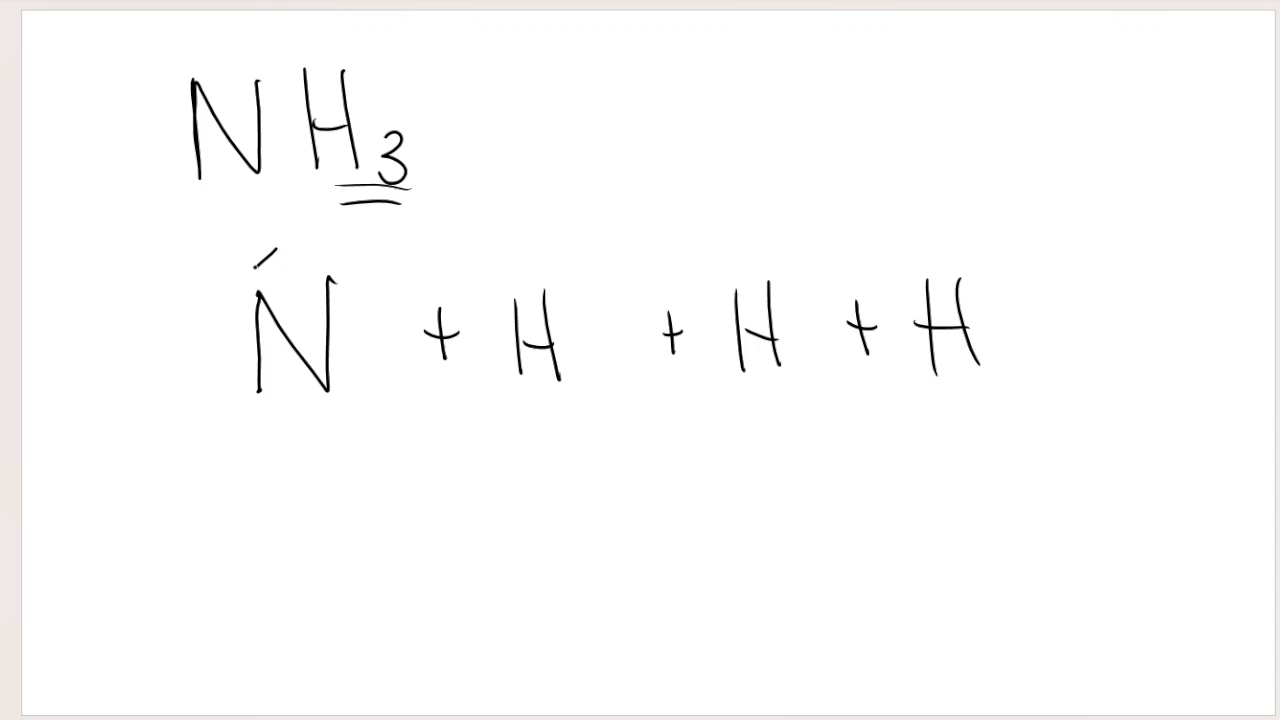 NH₃
N + H + H + H